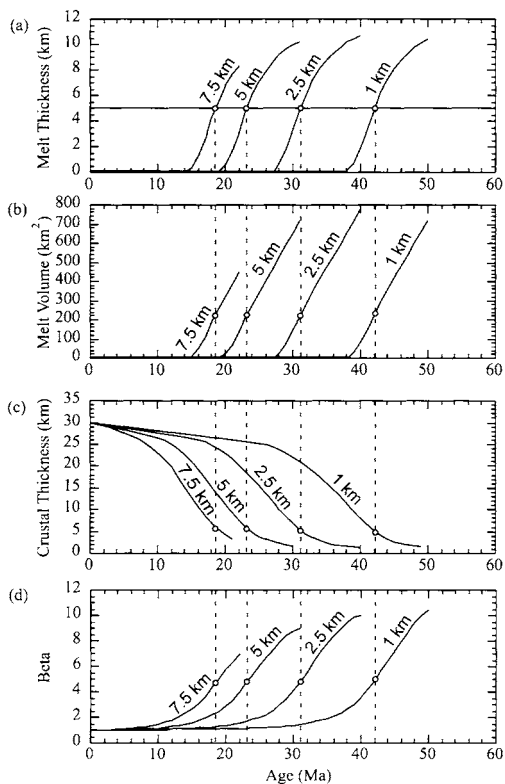 (a)
Melt Thickness (km)
12
10
8
6
4
2
0
7.5 km
5 km
2.5 km
1 km
0 10 20 30 40 50 60
(b)
Melt Volume (km²)
800
700
600
500
400
300
200
100
0
7.5 km
5 km
2.5 km
1 km
0 10 20 30 40 50 60
(c)
Crustal Thickness (km)
35
30
25
20
15
10
5
0
7.5 km
5 km
2.5 km
1 km
0 10 20 30 40 50 60
(d)
Beta
12
10
8
6
4
2
0
7.5 km
5 km
2.5 km
1 km
0 10 20 30 40 50 60
Age (Ma)